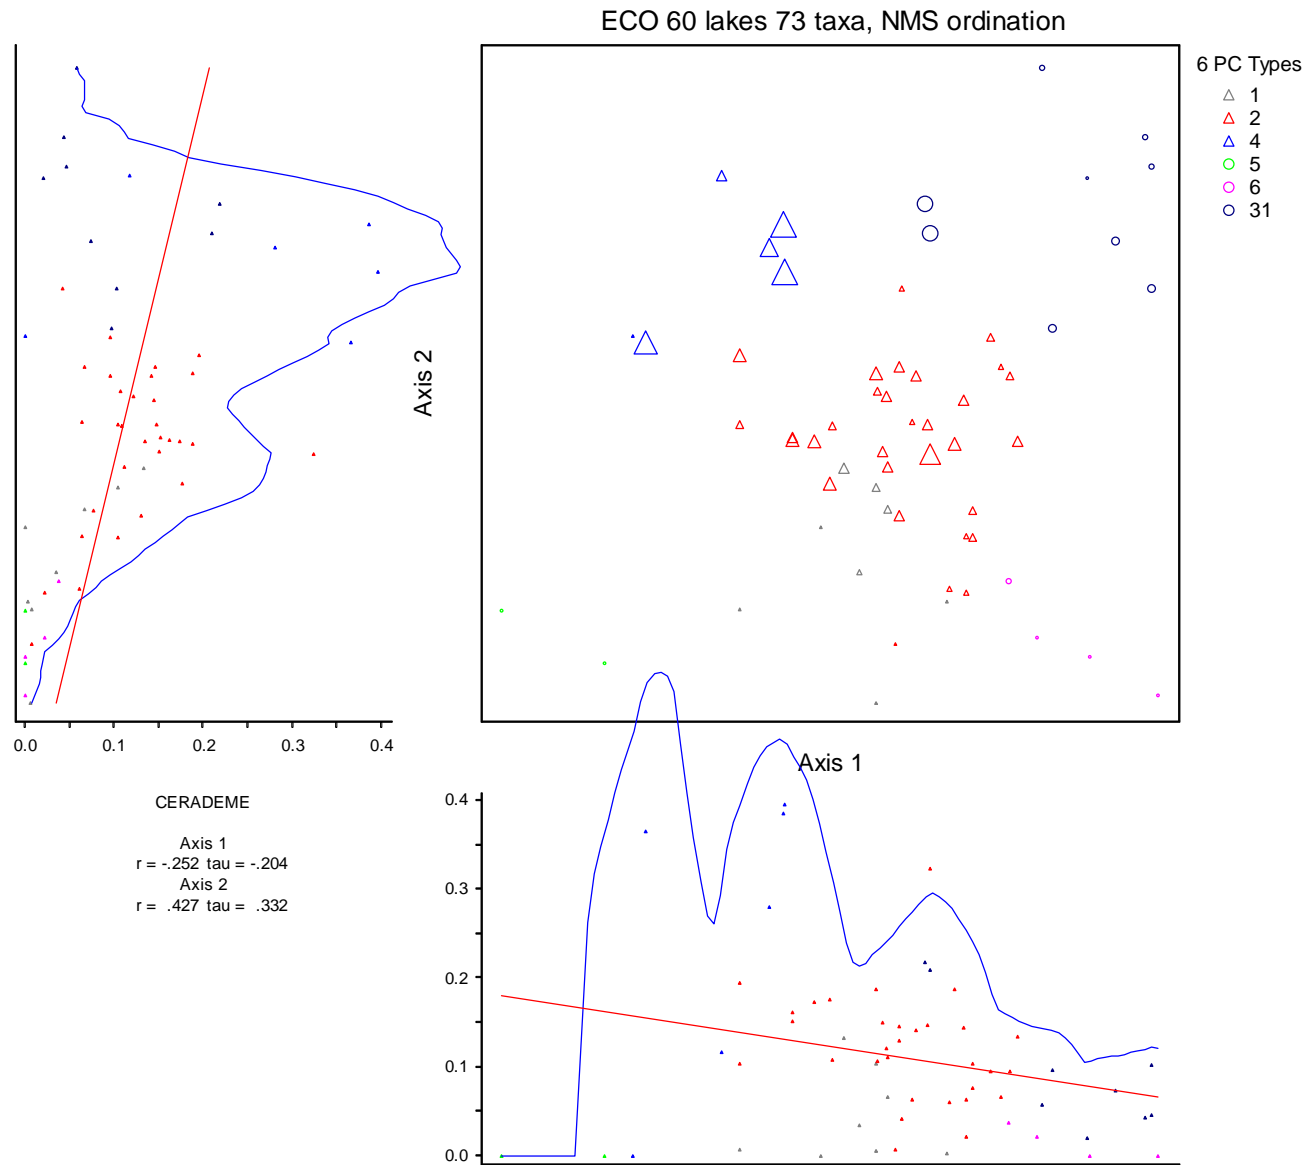 ECO 60 lakes 73 taxa, NMS ordination
6 PC Types
1
2
4
5
6
31
Axis 2
0.0 0.1 0.2 0.3 0.4
Axis 1
CERADEME
Axis 1
r = -.252 tau = -.204
Axis 2
r = .427 tau = .332
0.4
0.3
0.2
0.1
0.0